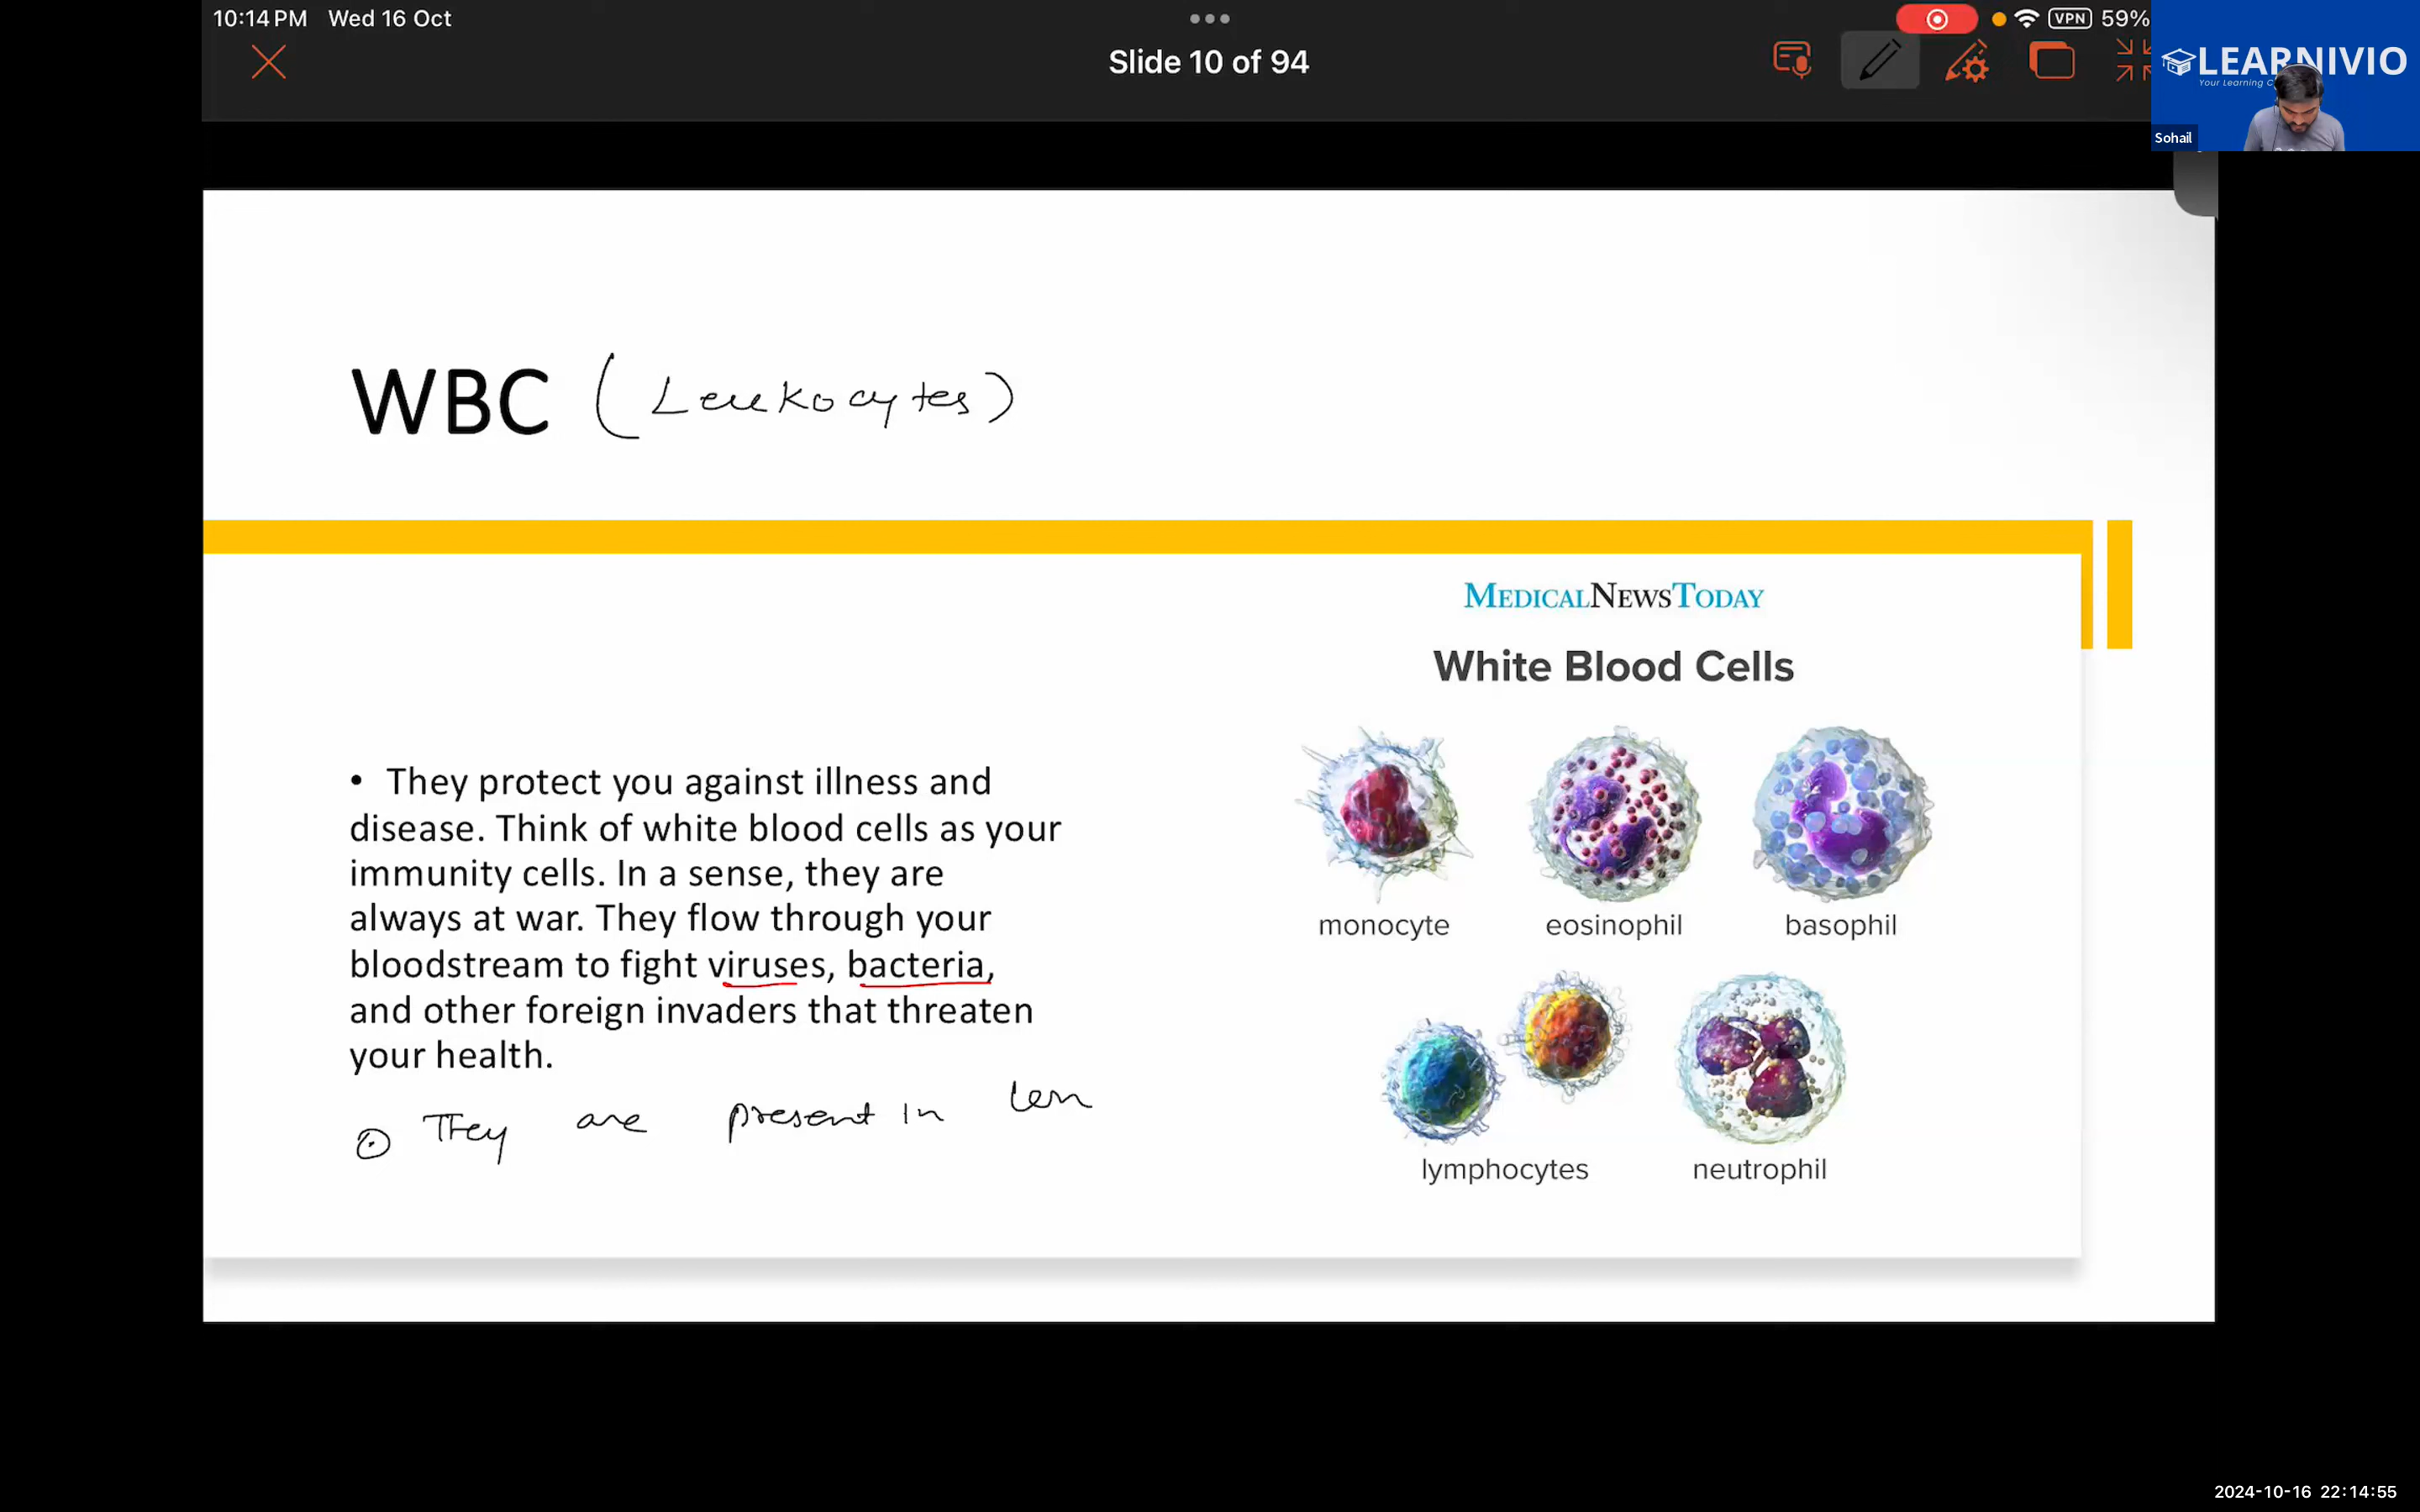 10:14 PM Wed 16 Oct
VPN 59%
Slide 10 of 94
LEARNIVIO
Sohail
WBC (Leukocytes)
MEDICALNEWSTODAY
White Blood Cells
• They protect you against illness and
disease. Think of white blood cells as your
immunity cells. In a sense, they are
always at war. They flow through your
bloodstream to fight viruses, bacteria,
and other foreign invaders that threaten
your health.
They are present in
monocyte
eosinophil
basophil
lymphocytes
neutrophil
2024-10-16 22:14:55